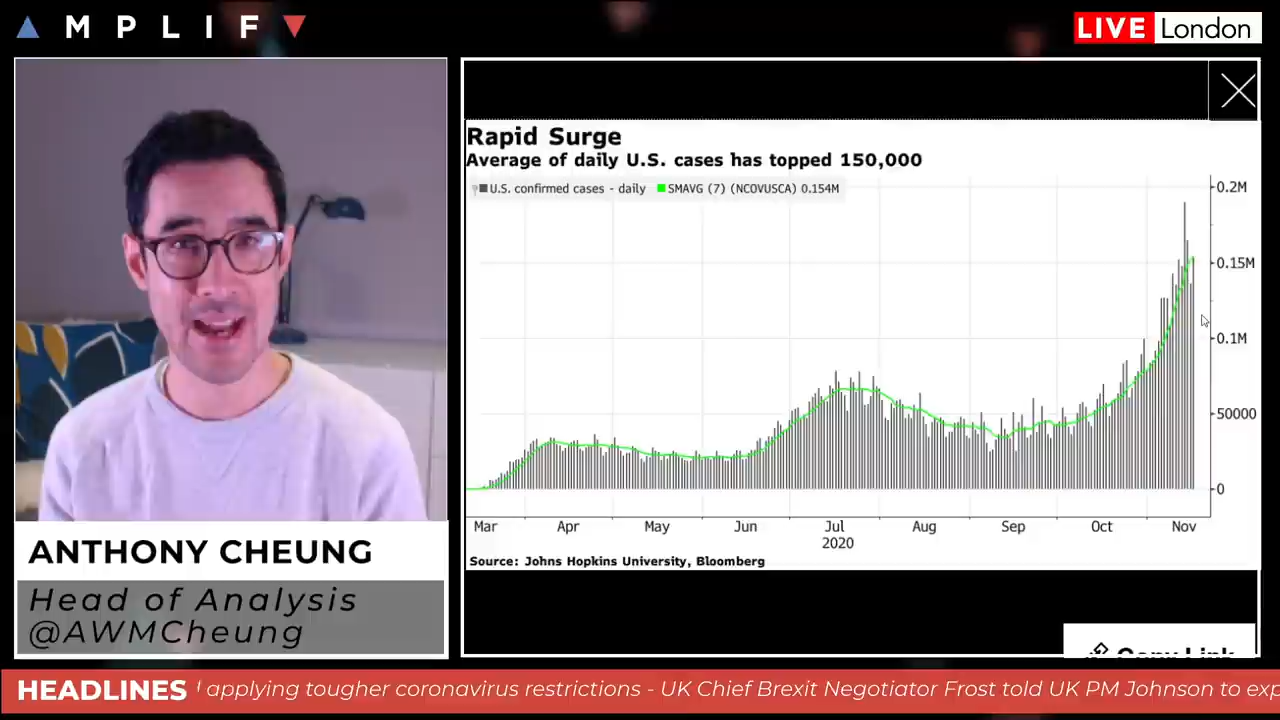 AMPLIFY
LIVE London
Rapid Surge
Average of daily U.S. cases has topped 150,000
U.S. confirmed cases - daily SMAVG (7) (NCOVUSCA) 0.154M
0.2M
0.15M
0.1M
50000
0
Mar Apr May Jun Jul Aug Sep Oct Nov
2020
Source: Johns Hopkins University, Bloomberg
Copy Link
ANTHONY CHEUNG
Head of Analysis
@AWMCheung
HEADLINES applying tougher coronavirus restrictions - UK Chief Brexit Negotiator Frost told UK PM Johnson to exp